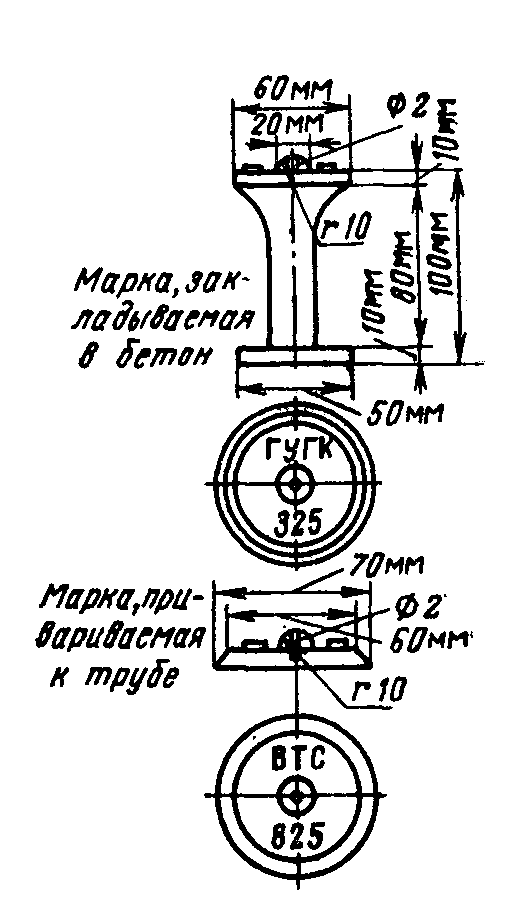 60мм
20мм
ф2
10мм
r10
80мм
100мм
10мм
Марка, зак-
ладываемая
в бетон
50мм
ГУГК
325
70мм
Марка, при-
вариваемая
к трубе
ф2
60мм
r10
ВТС
825